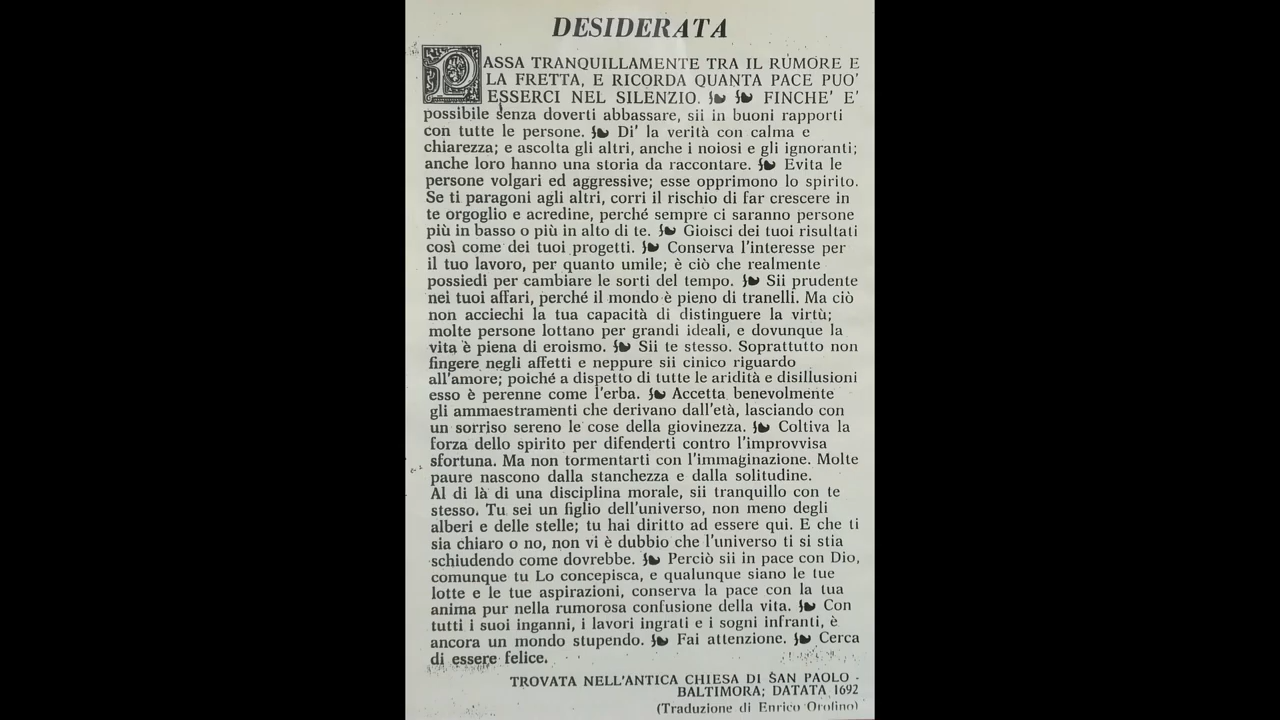 DESIDERATA
PASSA TRANQUILLAMENTE TRA IL RUMORE E
LA FRETTA, E RICORDA QUANTA PACE PUO'
ESSERCI NEL SILENZIO. FINCHE' E'
possibile senza doverti abbassare, sii in buoni rapporti
con tutte le persone. Di' la verità con calma e
chiarezza; e ascolta gli altri, anche i noiosi e gli ignoranti;
anche loro hanno una storia da raccontare. Evita le
persone volgari ed aggressive; esse opprimono lo spirito.
Se ti paragoni agli altri, corri il rischio di far crescere in
te orgoglio e acredine, perché sempre ci saranno persone
più in basso o più in alto di te. Gioisci dei tuoi risultati
così come dei tuoi progetti. Conserva l'interesse per
il tuo lavoro, per quanto umile; è ciò che realmente
possiedi per cambiare le sorti del tempo. Sii prudente
nei tuoi affari, perché il mondo è pieno di tranelli. Ma ciò
non acciechi la tua capacità di distinguere la virtù;
molte persone lottano per grandi ideali, e dovunque la
vita è piena di eroismo. Sii te stesso. Soprattutto non
fingere negli affetti e neppure sii cinico riguardo
all'amore; poiché a dispetto di tutte le aridità e disillusioni
esso è perenne come l'erba. Accetta benevolmente
gli ammaestramenti che derivano dall'età, lasciando con
un sorriso sereno le cose della giovinezza. Coltiva la
forza dello spirito per difenderti contro l'improvvisa
sfortuna. Ma non tormentarti con l'immaginazione. Molte
paure nascono dalla stanchezza e dalla solitudine.
Al di là di una disciplina morale, sii tranquillo con te
stesso. Tu sei un figlio dell'universo, non meno degli
alberi e delle stelle; tu hai diritto ad essere qui. E che ti
sia chiaro o no, non vi è dubbio che l'universo ti si stia
schiudendo come dovrebbe. Perciò sii in pace con Dio,
comunque tu Lo concepisca, e qualunque siano le tue
lotte e le tue aspirazioni, conserva la pace con la tua
anima pur nella rumorosa confusione della vita. Con
tutti i suoi inganni, i lavori ingrati e i sogni infranti, è
ancora un mondo stupendo. Fai attenzione. Cerca
di essere felice.
TROVATA NELL'ANTICA CHIESA DI SAN PAOLO -
BALTIMORA; DATATA 1692
(Traduzione di Enrico Orofino)